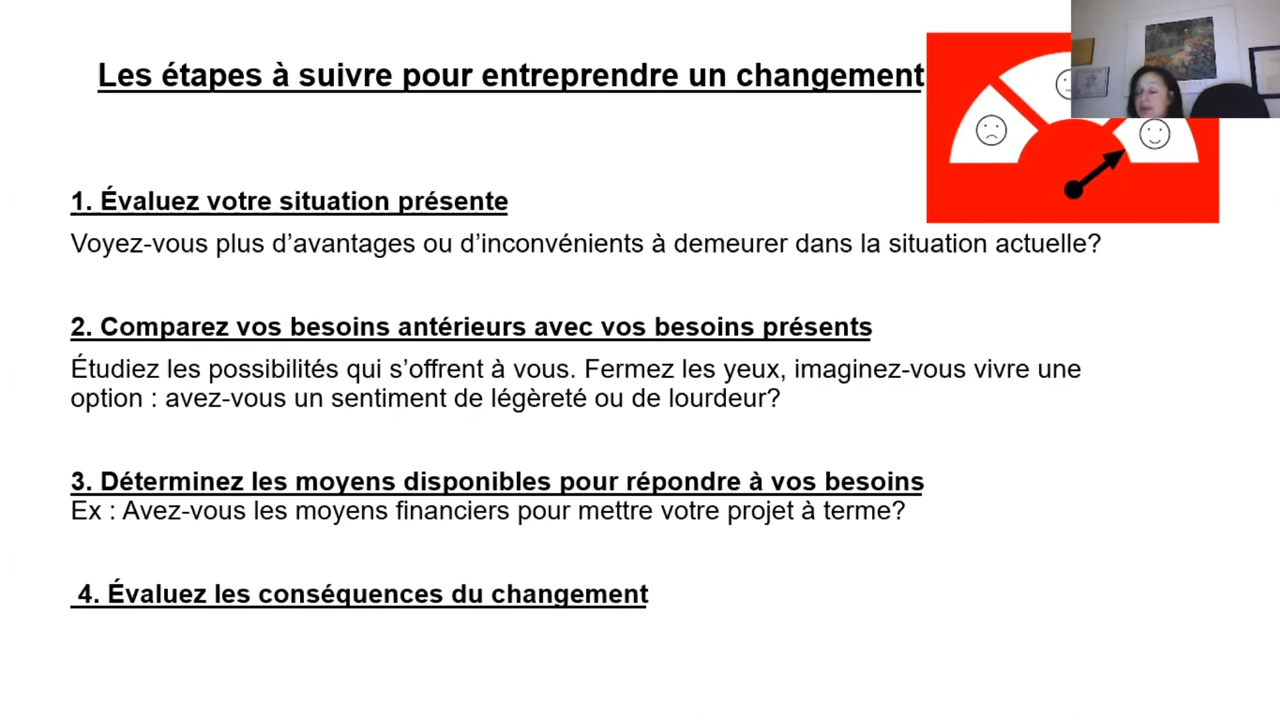 Les étapes à suivre pour entreprendre un changement
1. Évaluez votre situation présente
Voyez-vous plus d’avantages ou d’inconvénients à demeurer dans la situation actuelle?
2. Comparez vos besoins antérieurs avec vos besoins présents
Étudiez les possibilités qui s’offrent à vous. Fermez les yeux, imaginez-vous vivre une
option : avez-vous un sentiment de légèreté ou de lourdeur?
3. Déterminez les moyens disponibles pour répondre à vos besoins
Ex : Avez-vous les moyens financiers pour mettre votre projet à terme?
4. Évaluez les conséquences du changement